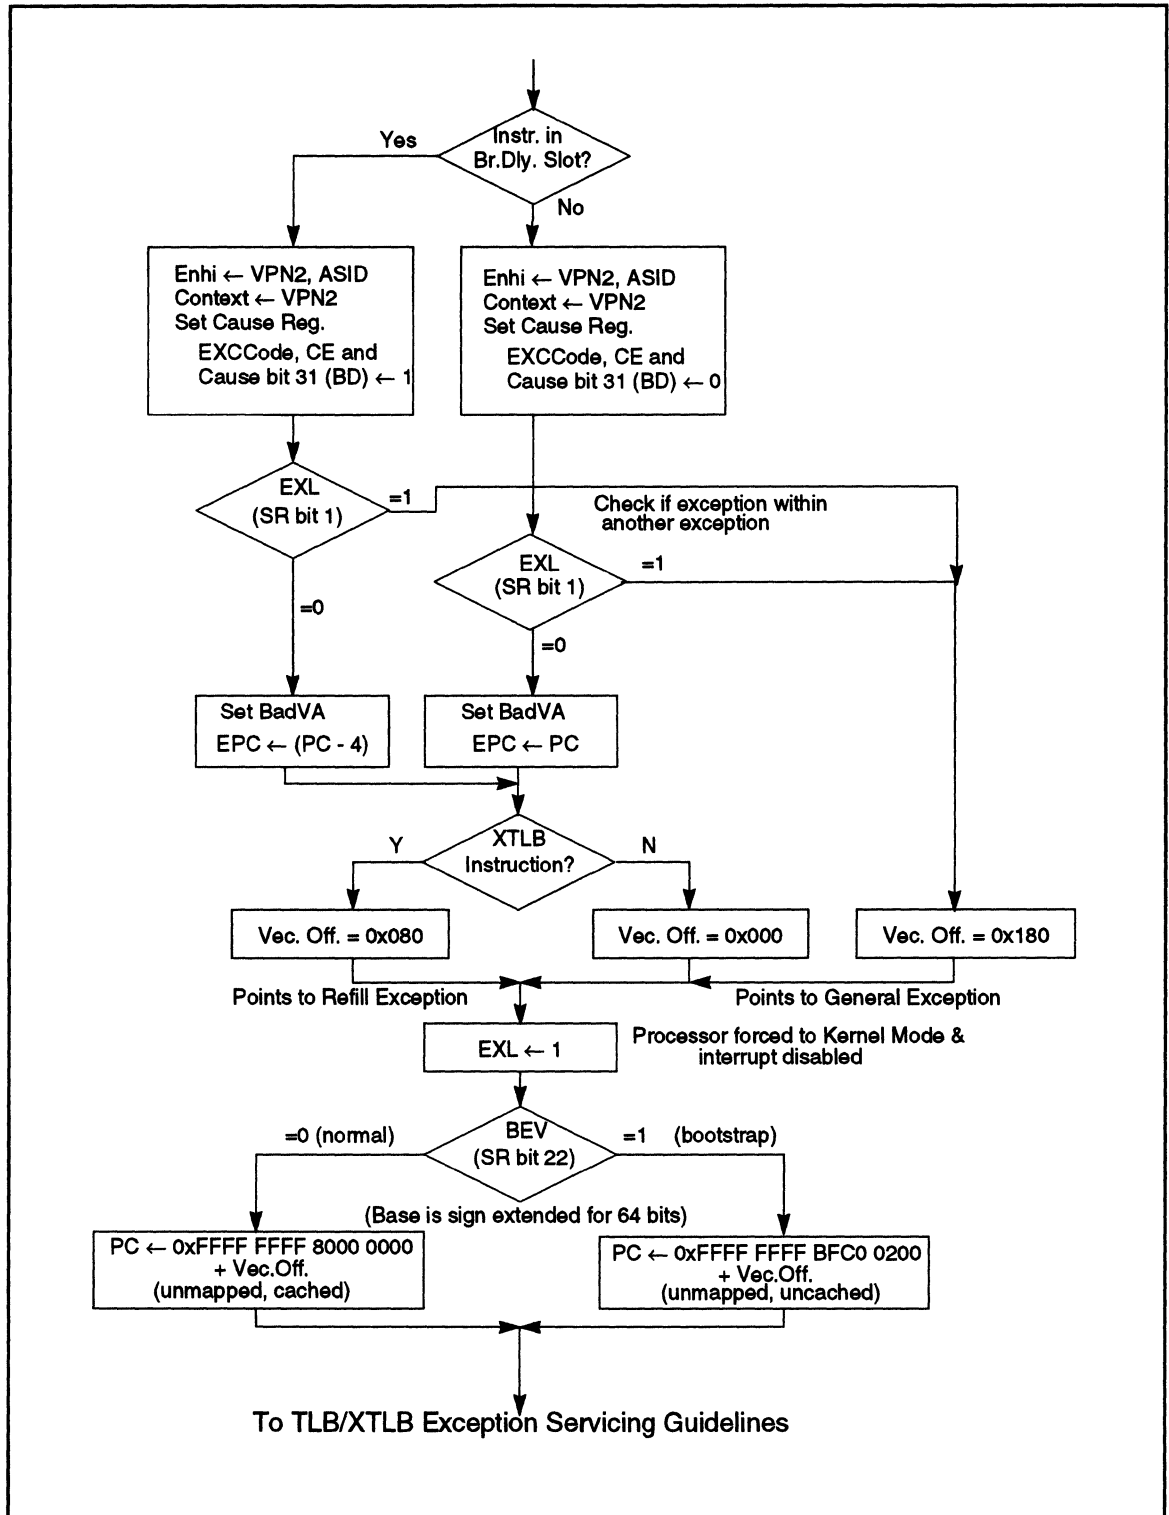 Instr. in
Br.Dly. Slot?
Yes
No
Enhi ← VPN2, ASID
Context ← VPN2
Set Cause Reg.
EXCCode, CE and
Cause bit 31 (BD) ← 1
Enhi ← VPN2, ASID
Context ← VPN2
Set Cause Reg.
EXCCode, CE and
Cause bit 31 (BD) ← 0
EXL
(SR bit 1)
=1
=0
Check if exception within
another exception
EXL
(SR bit 1)
=1
=0
Set BadVA
EPC ← (PC - 4)
Set BadVA
EPC ← PC
XTLB
Instruction?
Y
N
Vec. Off. = 0x080
Vec. Off. = 0x000
Vec. Off. = 0x180
Points to Refill Exception
Points to General Exception
EXL ← 1
Processor forced to Kernel Mode &
interrupt disabled
BEV
(SR bit 22)
=0 (normal)
=1 (bootstrap)
(Base is sign extended for 64 bits)
PC ← 0xFFFF FFFF 8000 0000
+ Vec.Off.
(unmapped, cached)
PC ← 0xFFFF FFFF BFC0 0200
+ Vec.Off.
(unmapped, uncached)
To TLB/XTLB Exception Servicing Guidelines